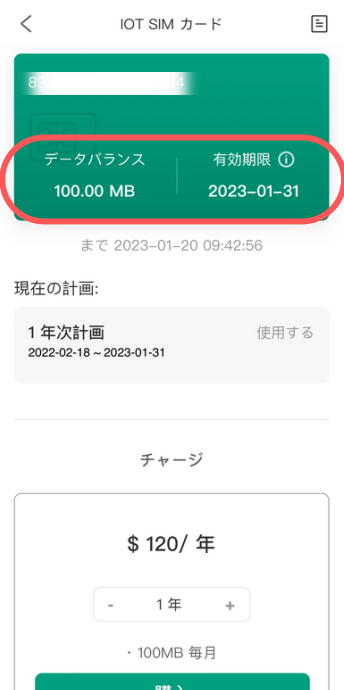 IOT SIM カード
データバランス
有効期限
100.00 MB
2023-01-31
まで 2023-01-20 09:42:56
現在の計画:
1 年次計画
使用する
2022-02-18 ~ 2023-01-31
チャージ
$ 120/ 年
- 1 年 +
・100MB 毎月
購入